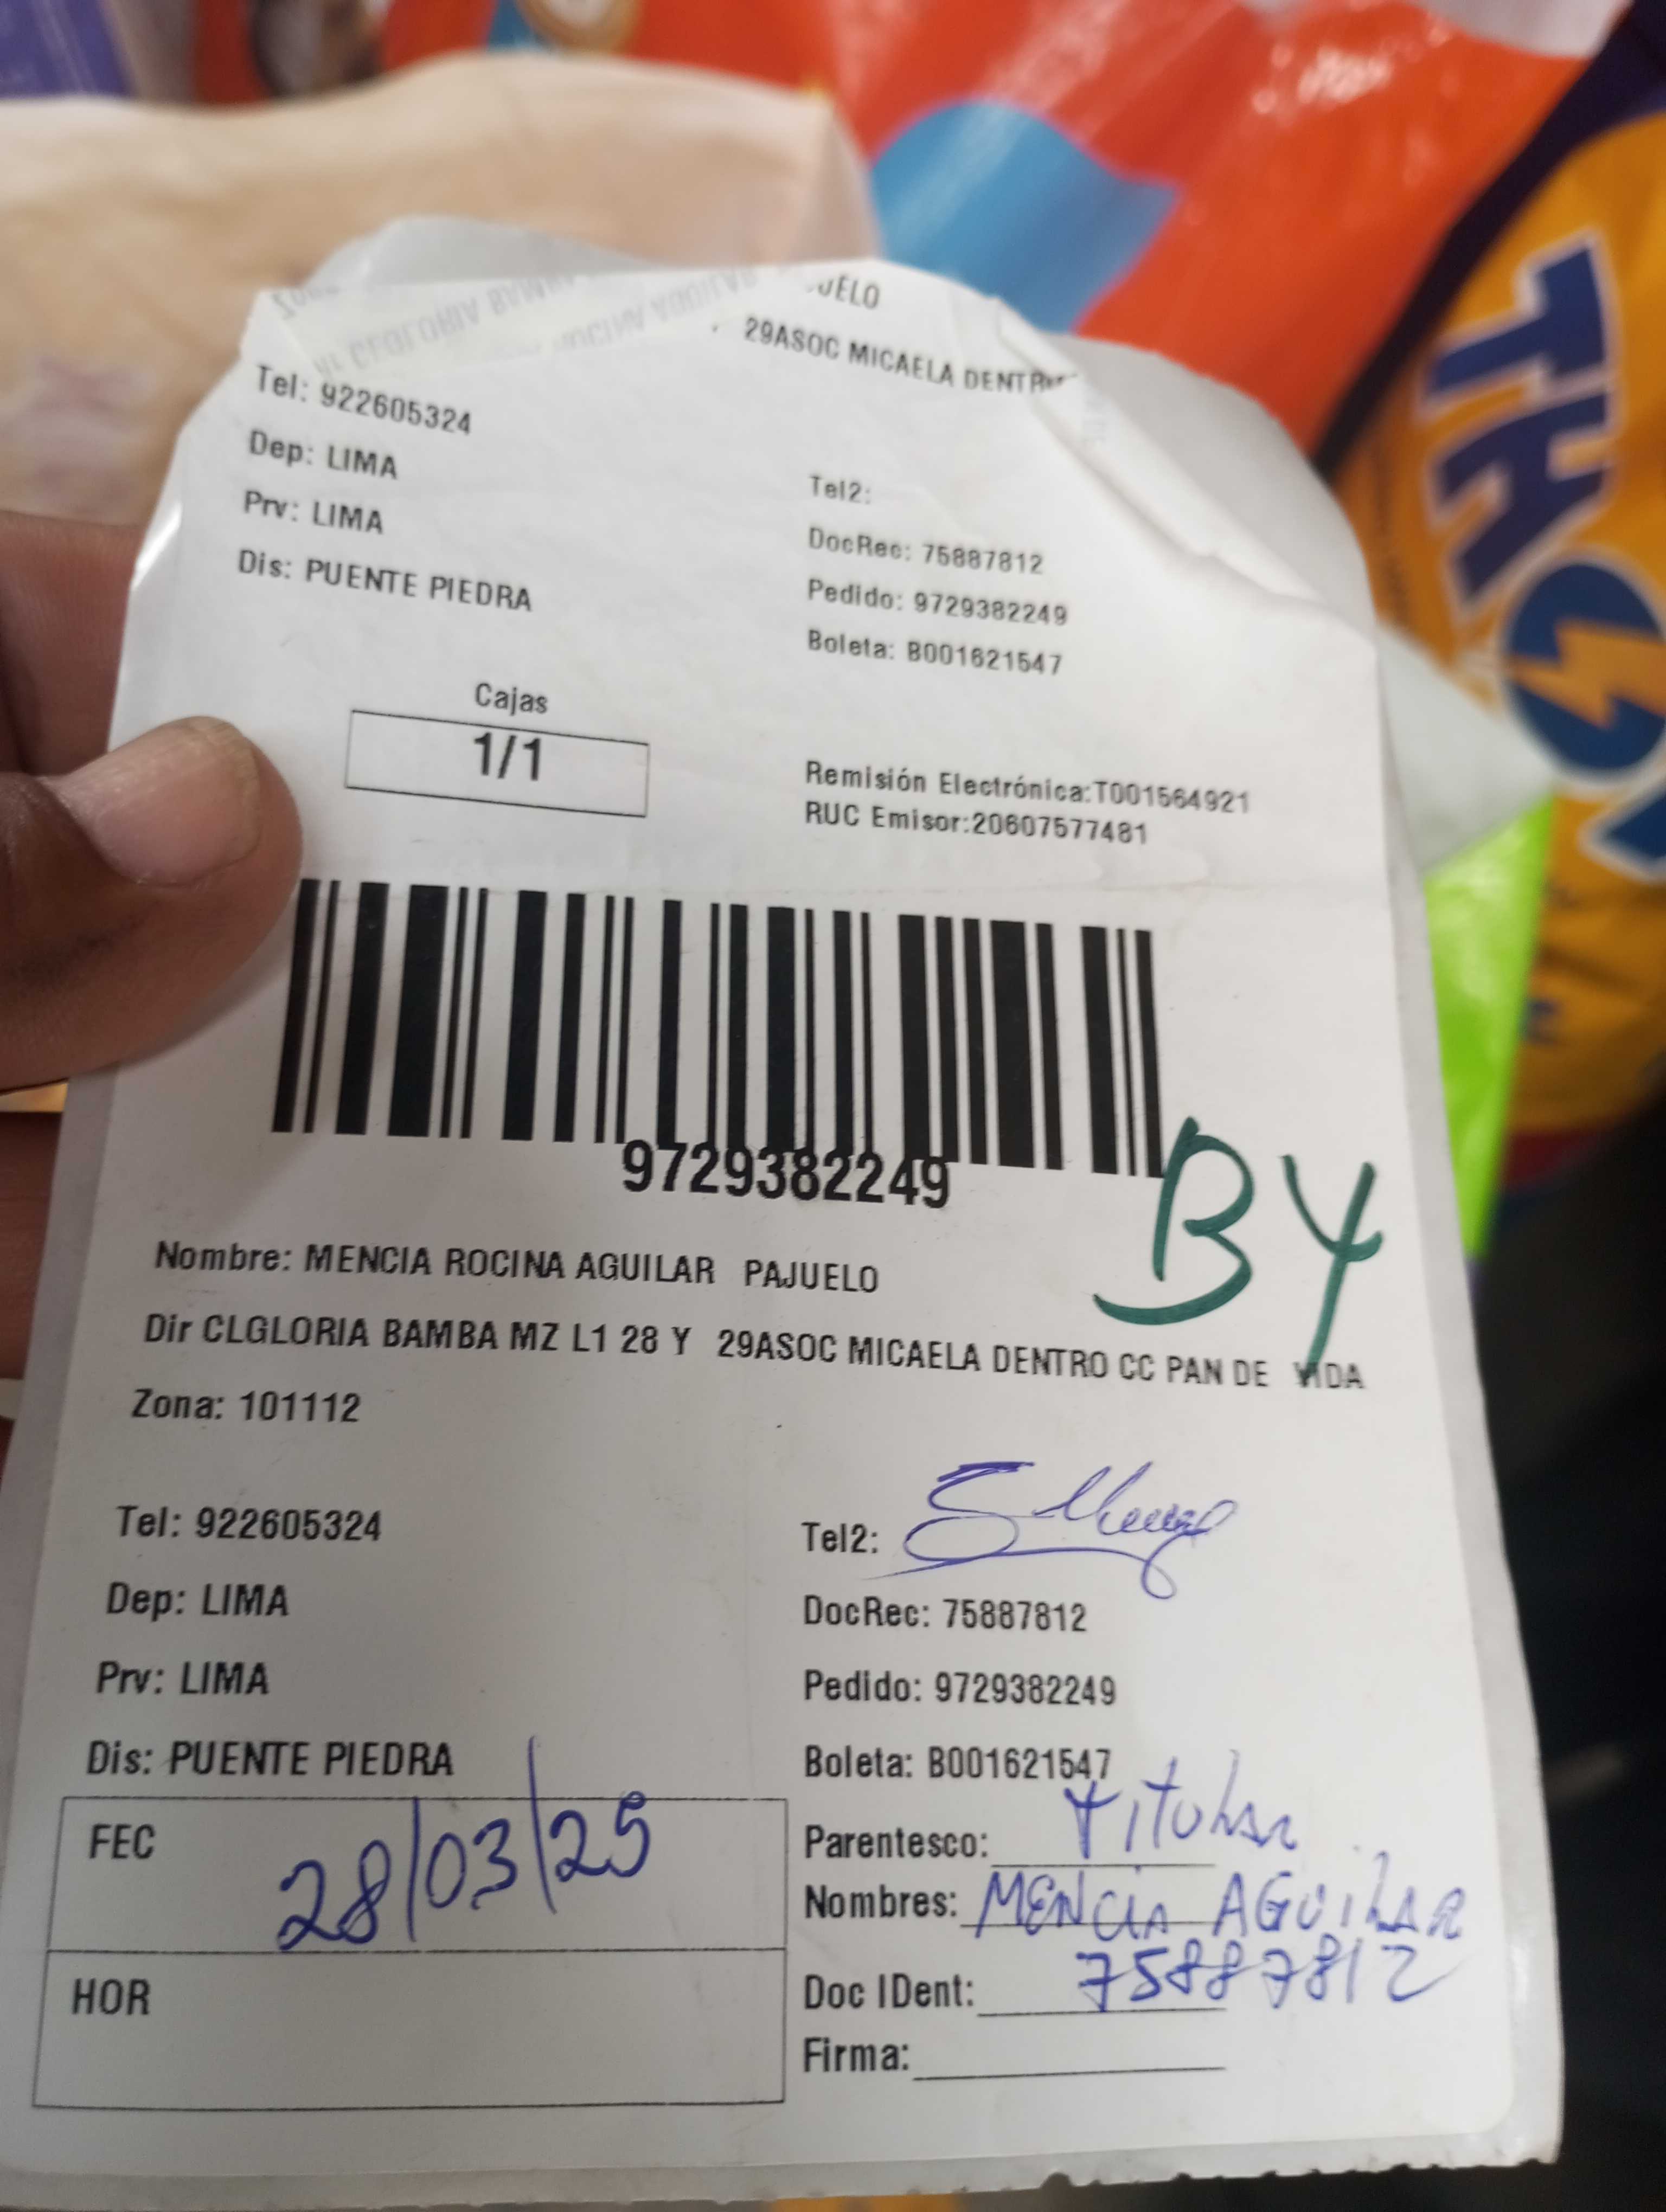 29ASOC MICAELA
Tel: 922605324
Dep: LIMA
Tel2:
Prv: LIMA
DocRec: 75887812
Dis: PUENTE PIEDRA
Pedido: 9729382249
Boleta: B001621547
Cajas
1/1
Remisión Electrónica:T001564921
RUC Emisor:20607577481
9729382249
BY
Nombre: MENCIA ROCINA AGUILAR PAJUELO
Dir CLGLORIA BAMBA MZ L1 28 Y 29ASOC MICAELA DENTRO CC PAN DE VIDA
Zona: 101112
Tel: 922605324
Tel2:
Dep: LIMA
DocRec: 75887812
Prv: LIMA
Pedido: 9729382249
Dis: PUENTE PIEDRA
Boleta: B001621547
FEC 28/03/25
Parentesco: Titular
Nombres: MENCIA AGUILAR
HOR
Doc IDent: 75887812
Firma: